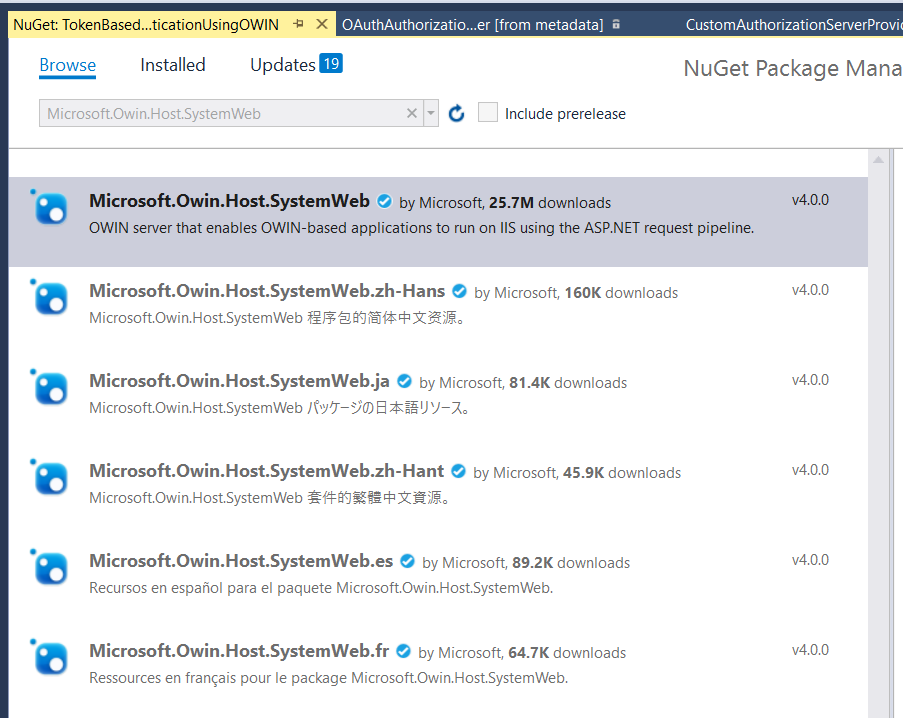 NuGet: TokenBased...ticationUsingOWIN OAuthAuthorizatio...er [from metadata] CustomAuthorizationServerProvi
Browse Installed Updates 19 NuGet Package Mana
Microsoft.Owin.Host.SystemWeb Include prerelease
Microsoft.Owin.Host.SystemWeb by Microsoft, 25.7M downloads v4.0.0
OWIN server that enables OWIN-based applications to run on IIS using the ASP.NET request pipeline.
Microsoft.Owin.Host.SystemWeb.zh-Hans by Microsoft, 160K downloads v4.0.0
Microsoft.Owin.Host.SystemWeb 程序包的简体中文资源。
Microsoft.Owin.Host.SystemWeb.ja by Microsoft, 81.4K downloads v4.0.0
Microsoft.Owin.Host.SystemWeb パッケージの日本語リソース。
Microsoft.Owin.Host.SystemWeb.zh-Hant by Microsoft, 45.9K downloads v4.0.0
Microsoft.Owin.Host.SystemWeb 套件的繁體中文資源。
Microsoft.Owin.Host.SystemWeb.es by Microsoft, 89.2K downloads v4.0.0
Recursos en español para el paquete Microsoft.Owin.Host.SystemWeb.
Microsoft.Owin.Host.SystemWeb.fr by Microsoft, 64.7K downloads v4.0.0
Ressources en français pour le package Microsoft.Owin.Host.SystemWeb.